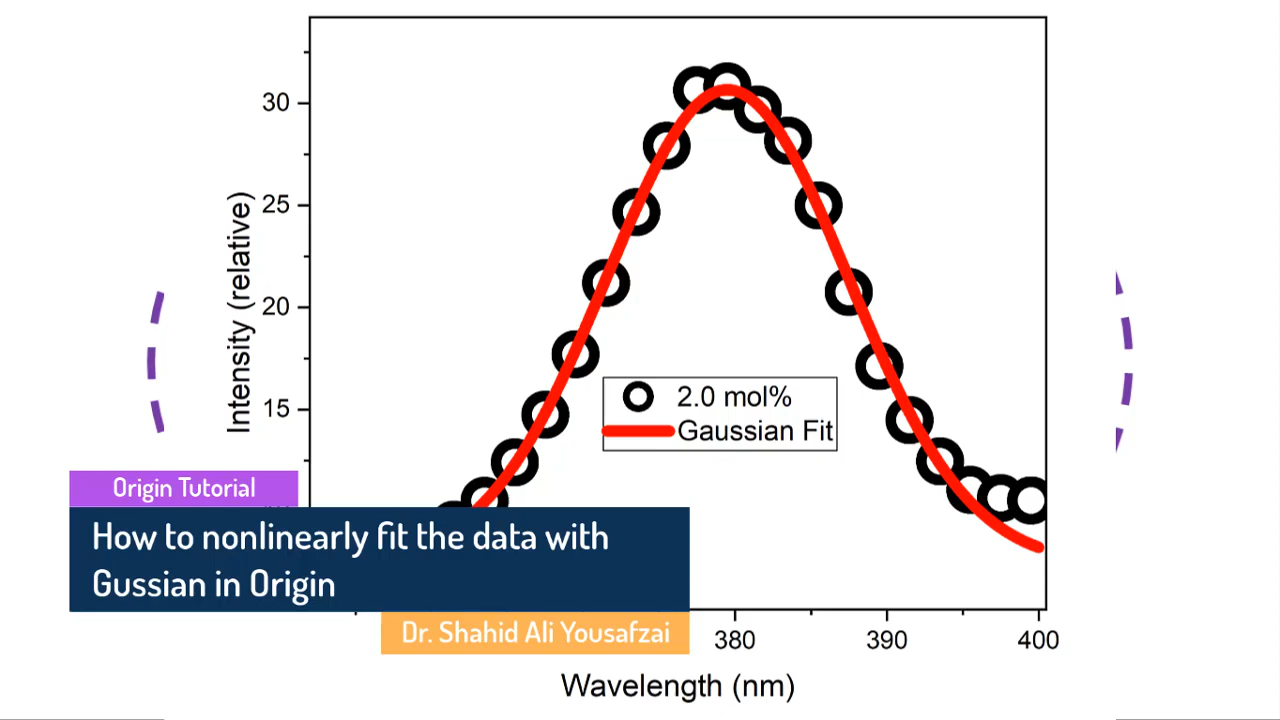 30
25
20
15
Intensity (relative)
2.0 mol%
Gaussian Fit
Origin Tutorial
How to nonlinearly fit the data with
Gussian in Origin
Dr. Shahid Ali Yousafzai
380
390
400
Wavelength (nm)